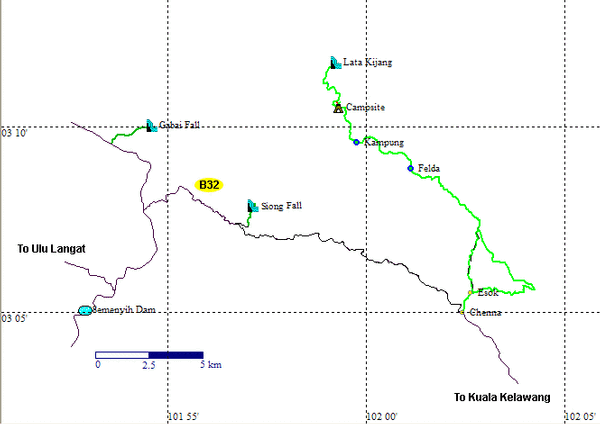 Lata Kijang
Campsite
Gabai Fall
03 10'
Kampung
Felda
B32
Siong Fall
To Ulu Langat
Esok
Semenyih Dam
Chenna
03 05'
0 2.5 5 km
To Kuala Kelawang
101 55' 102 00' 102 05'